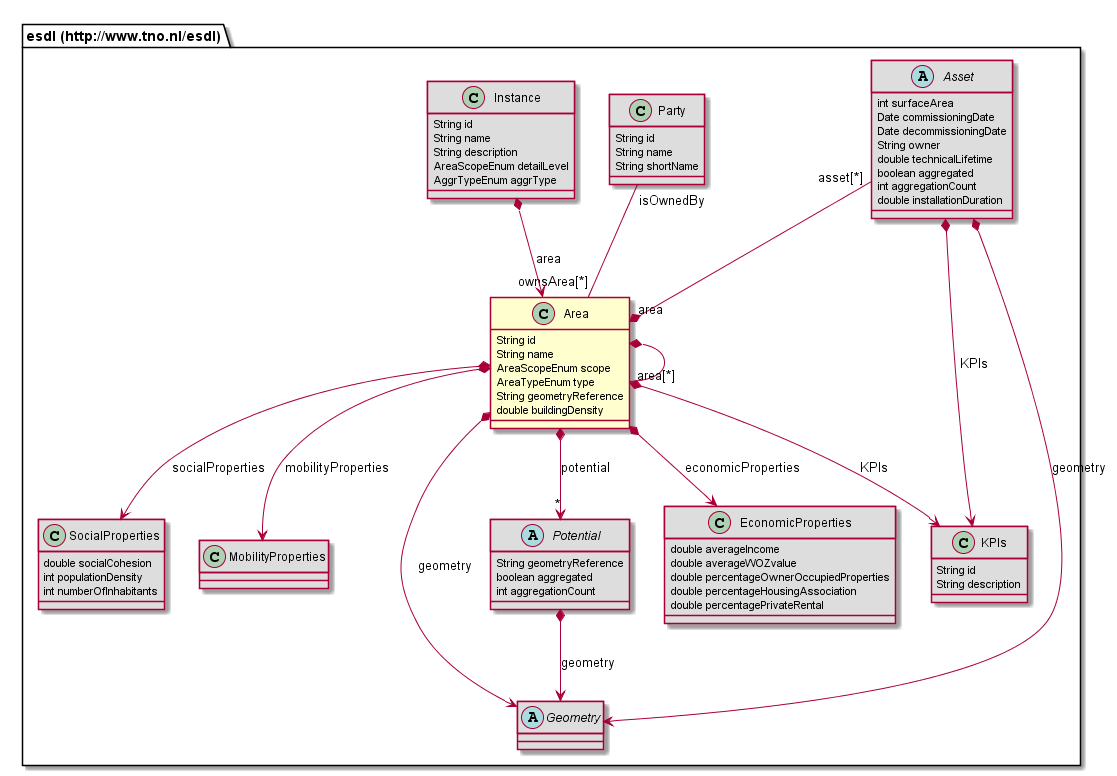 esdl (http://www.tno.nl/esdl)
A Asset
int surfaceArea
Date commissioningDate
Date decommissioningDate
String owner
double technicalLifetime
boolean aggregated
int aggregationCount
double installationDuration
C Instance
String id
String name
String description
AreaScopeEnum detailLevel
AggrTypeEnum aggrType
C Party
String id
String name
String shortName
asset[*]
isOwnedBy
area
ownsArea[*]
area
C Area
String id
String name
AreaScopeEnum scope
AreaTypeEnum type
String geometryReference
double buildingDensity
area[*]
KPIs
socialProperties
mobilityProperties
potential
economicProperties
KPIs
geometry
*
C SocialProperties
double socialCohesion
int populationDensity
int numberOfInhabitants
C MobilityProperties
geometry
A Potential
String geometryReference
boolean aggregated
int aggregationCount
C EconomicProperties
double averageIncome
double averageWOZvalue
double percentageOwnerOccupiedProperties
double percentageHousingAssociation
double percentagePrivateRental
C KPIs
String id
String description
geometry
A Geometry